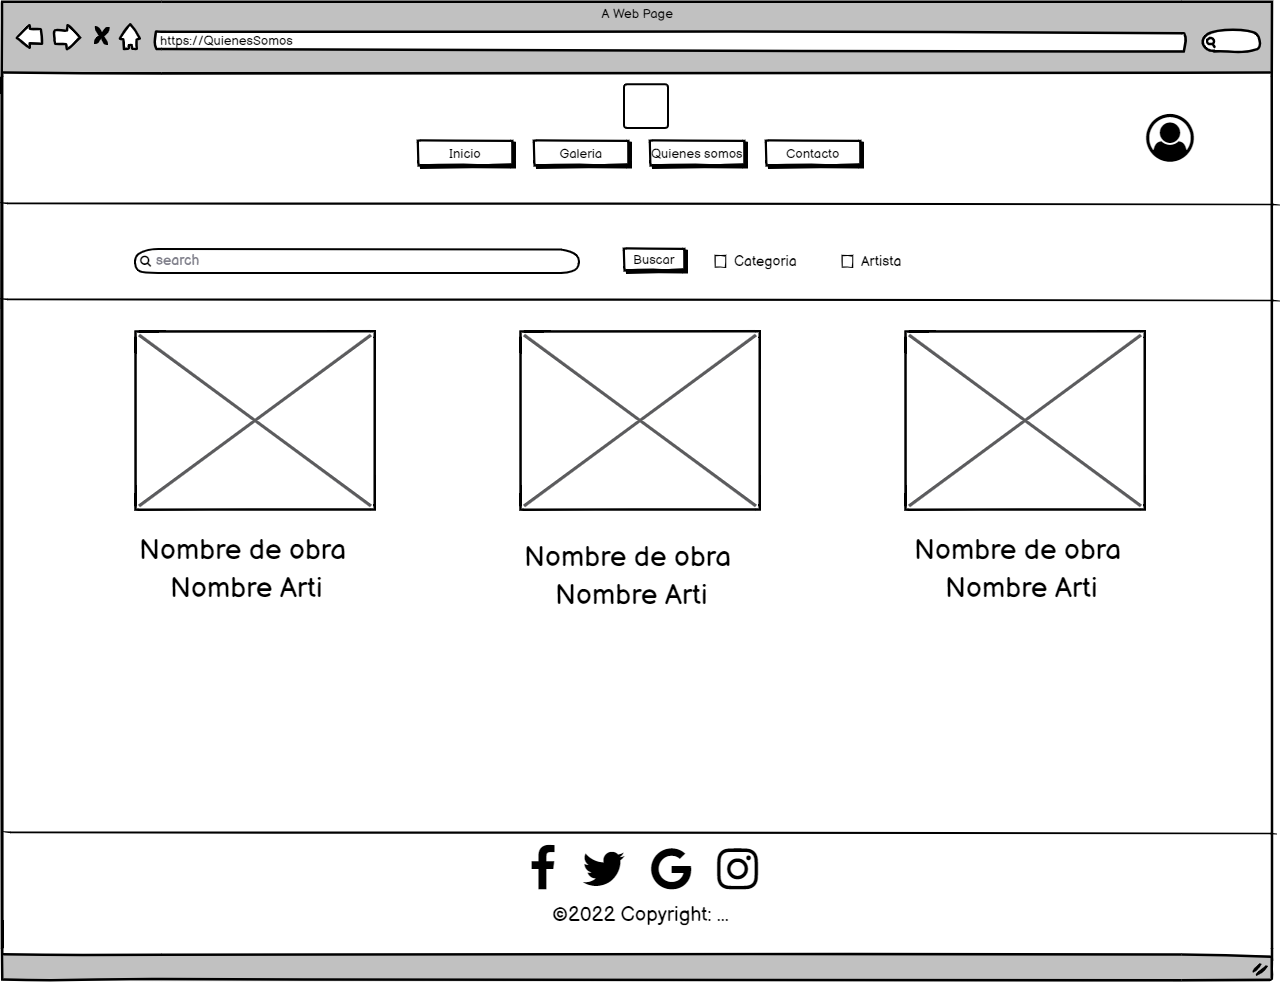 A Web Page
https://QuienesSomos
Inicio
Galeria
Quienes somos
Contacto
search
Buscar
Categoria
Artista
Nombre de obra
Nombre Arti
Nombre de obra
Nombre Arti
Nombre de obra
Nombre Arti
©2022 Copyright: ...